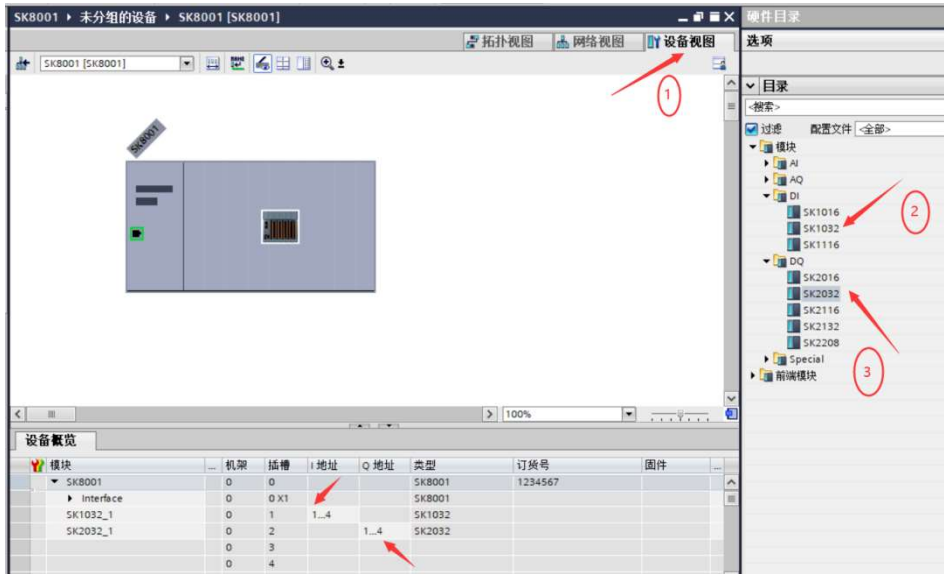 SK8001 ▸ 未分组的设备 ▸ SK8001 [SK8001]
硬件目录
拓扑视图 网络视图 设备视图
选项
SK8001 [SK8001]
1
目录
<搜索>
过滤 配置文件 <全部>
模块
AI
AQ
DI
SK1016
SK1032
SK1116
2
DQ
SK2016
SK2032
SK2116
SK2132
SK2208
Special
前端模块
3
SK8001
100%
设备概览
模块 ... 机架 插槽 I 地址 Q 地址 类型 订货号 固件 ...
SK8001 0 0 SK8001 1234567
Interface 0 0 X1 SK8001
SK1032_1 0 1 1...4 SK1032
SK2032_1 0 2 1...4 SK2032
0 3
0 4